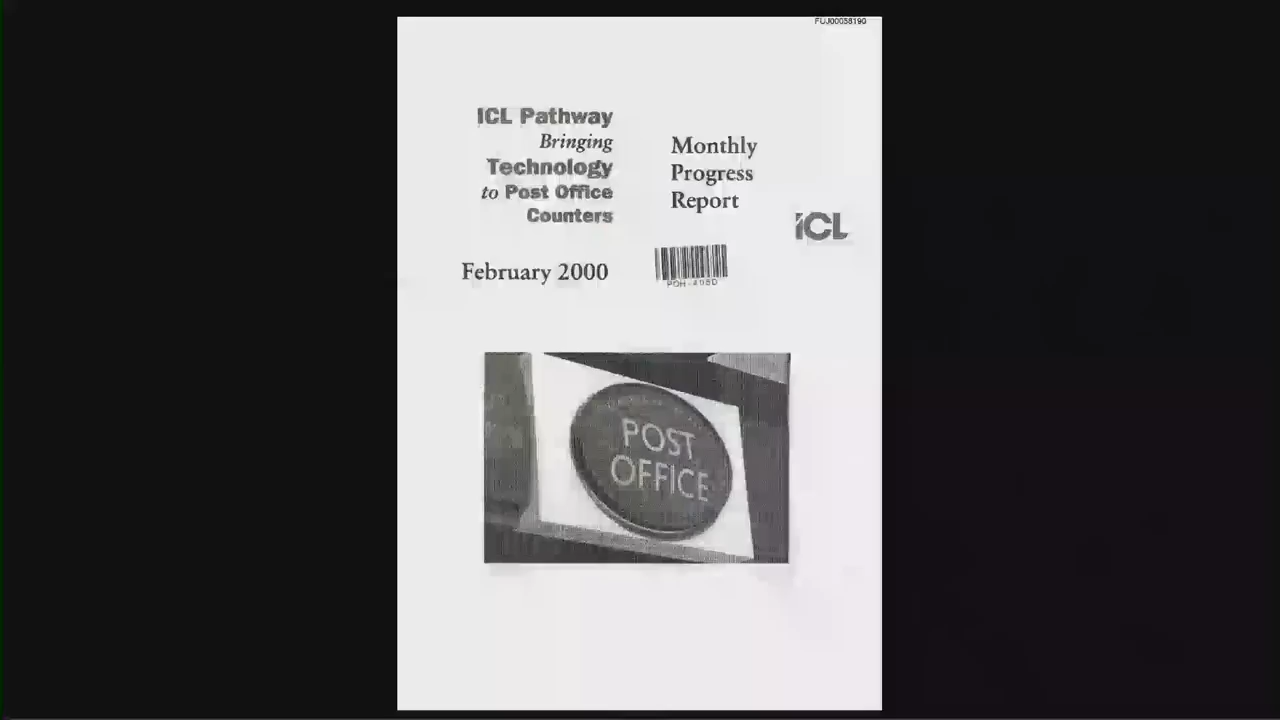 FUJ00058190
ICL Pathway
Bringing
Technology
to Post Office
Counters
Monthly
Progress
Report
ICL
February 2000
POST
OFFICE